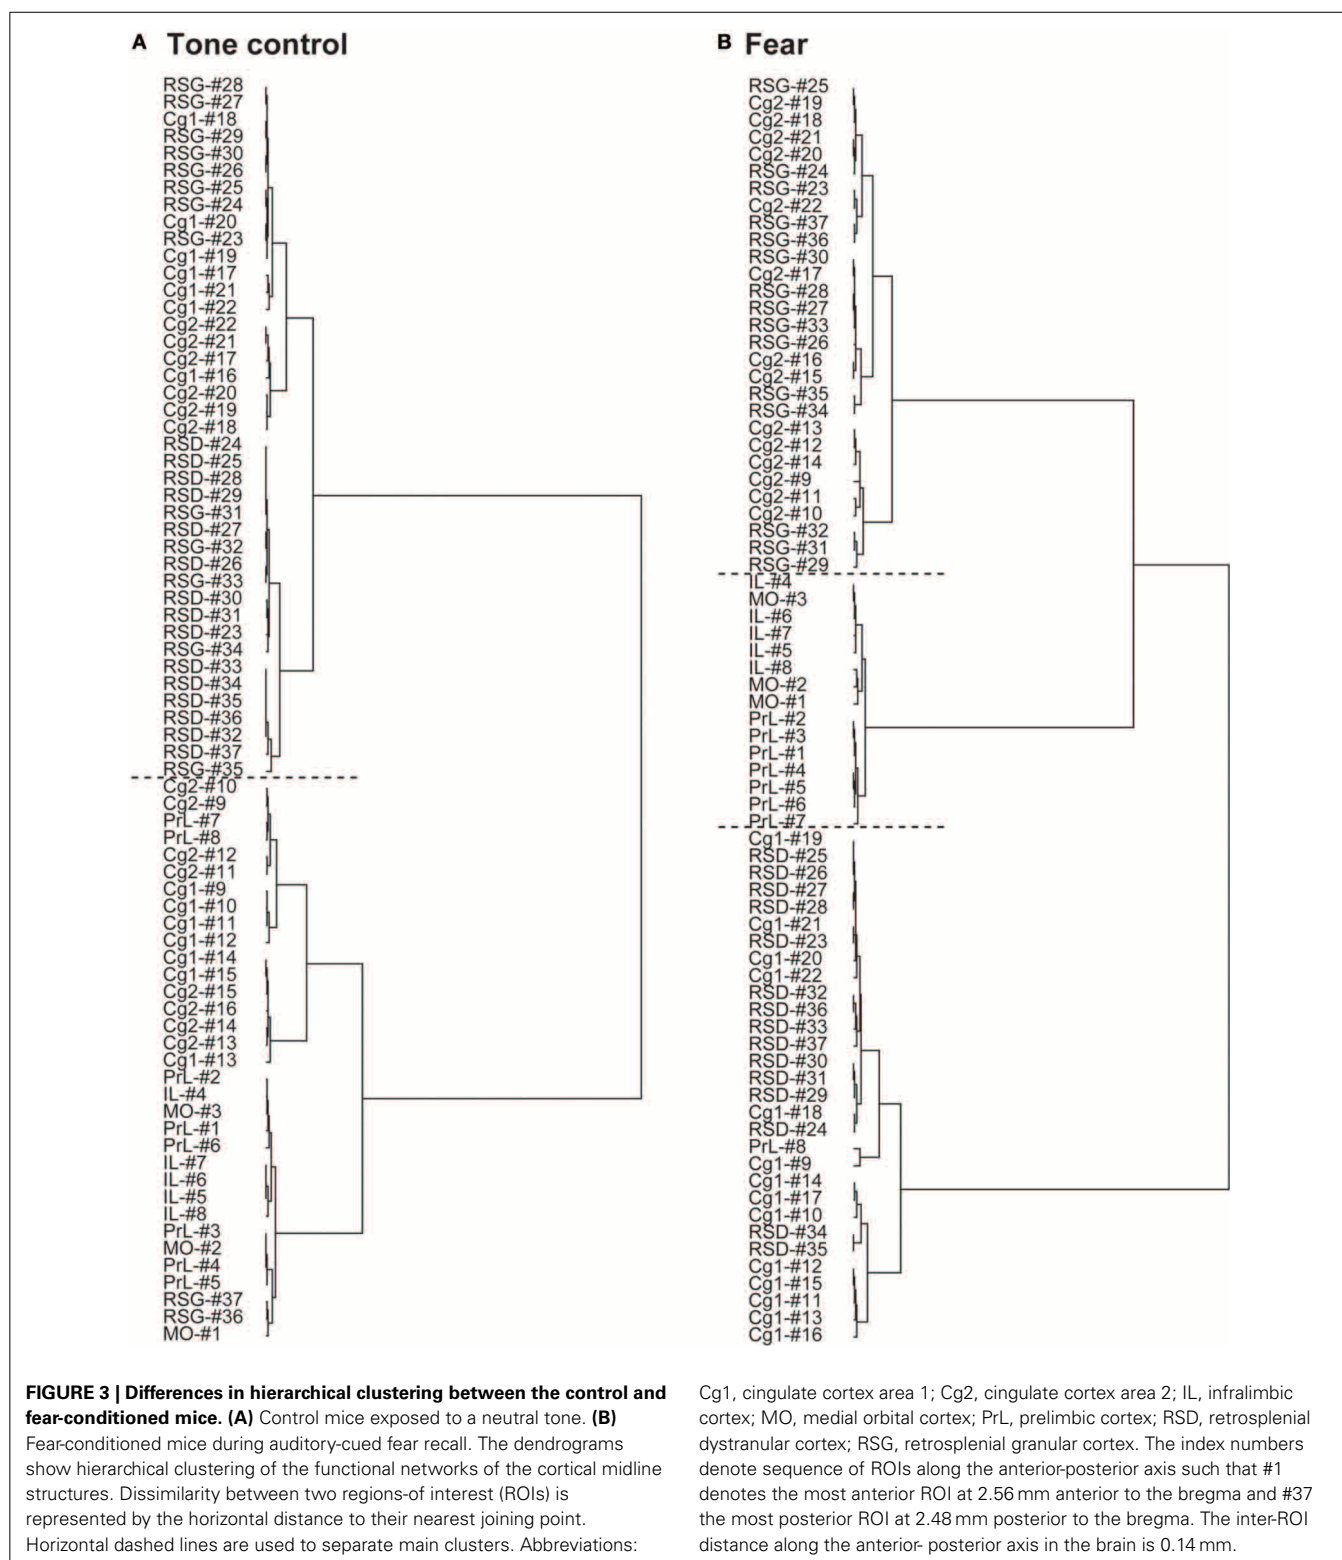 A Tone control
RSG-#28
RSG-#27
Cg1-#18
RSG-#29
RSG-#30
RSG-#26
RSG-#25
RSG-#24
Cg1-#20
RSG-#23
Cg1-#19
Cg1-#17
Cg1-#21
Cg1-#22
Cg2-#22
Cg2-#21
Cg2-#17
Cg1-#16
Cg2-#20
Cg2-#19
Cg2-#18
RSD-#24
RSD-#25
RSD-#28
RSD-#29
RSG-#31
RSD-#27
RSG-#32
RSD-#26
RSG-#33
RSD-#30
RSD-#31
RSD-#23
RSG-#34
RSD-#33
RSD-#34
RSD-#35
RSD-#36
RSD-#32
RSD-#37
RSG-#35
Cg2-#10
Cg2-#9
PrL-#7
PrL-#8
Cg2-#12
Cg2-#11
Cg1-#9
Cg1-#10
Cg1-#11
Cg1-#12
Cg1-#14
Cg1-#15
Cg2-#15
Cg2-#16
Cg2-#14
Cg2-#13
Cg1-#13
PrL-#2
IL-#4
MO-#3
PrL-#1
PrL-#6
IL-#7
IL-#6
IL-#5
IL-#8
PrL-#3
MO-#2
PrL-#4
PrL-#5
RSG-#37
RSG-#36
MO-#1
B Fear
RSG-#25
Cg2-#19
Cg2-#18
Cg2-#21
Cg2-#20
RSG-#24
RSG-#23
Cg2-#22
RSG-#37
RSG-#36
RSG-#30
Cg2-#17
RSG-#28
RSG-#27
RSG-#33
RSG-#26
Cg2-#16
Cg2-#15
RSG-#35
RSG-#34
Cg2-#13
Cg2-#12
Cg2-#14
Cg2-#9
Cg2-#11
Cg2-#10
RSG-#32
RSG-#31
RSG-#29
IL-#4
MO-#3
IL-#6
IL-#7
IL-#5
IL-#8
MO-#2
MO-#1
PrL-#2
PrL-#3
PrL-#1
PrL-#4
PrL-#5
PrL-#6
PrL-#7
Cg1-#19
RSD-#25
RSD-#26
RSD-#27
RSD-#28
Cg1-#21
RSD-#23
Cg1-#20
Cg1-#22
RSD-#32
RSD-#36
RSD-#33
RSD-#37
RSD-#30
RSD-#31
RSD-#29
Cg1-#18
RSD-#24
PrL-#8
Cg1-#9
Cg1-#14
Cg1-#17
Cg1-#10
RSD-#34
RSD-#35
Cg1-#12
Cg1-#15
Cg1-#11
Cg1-#13
Cg1-#16
FIGURE 3 | Differences in hierarchical clustering between the control and
fear-conditioned mice. (A) Control mice exposed to a neutral tone. (B)
Fear-conditioned mice during auditory-cued fear recall. The dendrograms
show hierarchical clustering of the functional networks of the cortical midline
structures. Dissimilarity between two regions-of interest (ROIs) is
represented by the horizontal distance to their nearest joining point.
Horizontal dashed lines are used to separate main clusters. Abbreviations:
Cg1, cingulate cortex area 1; Cg2, cingulate cortex area 2; IL, infralimbic
cortex; MO, medial orbital cortex; PrL, prelimbic cortex; RSD, retrosplenial
dystranular cortex; RSG, retrosplenial granular cortex. The index numbers
denote sequence of ROIs along the anterior-posterior axis such that #1
denotes the most anterior ROI at 2.56 mm anterior to the bregma and #37
the most posterior ROI at 2.48 mm posterior to the bregma. The inter-ROI
distance along the anterior- posterior axis in the brain is 0.14 mm.